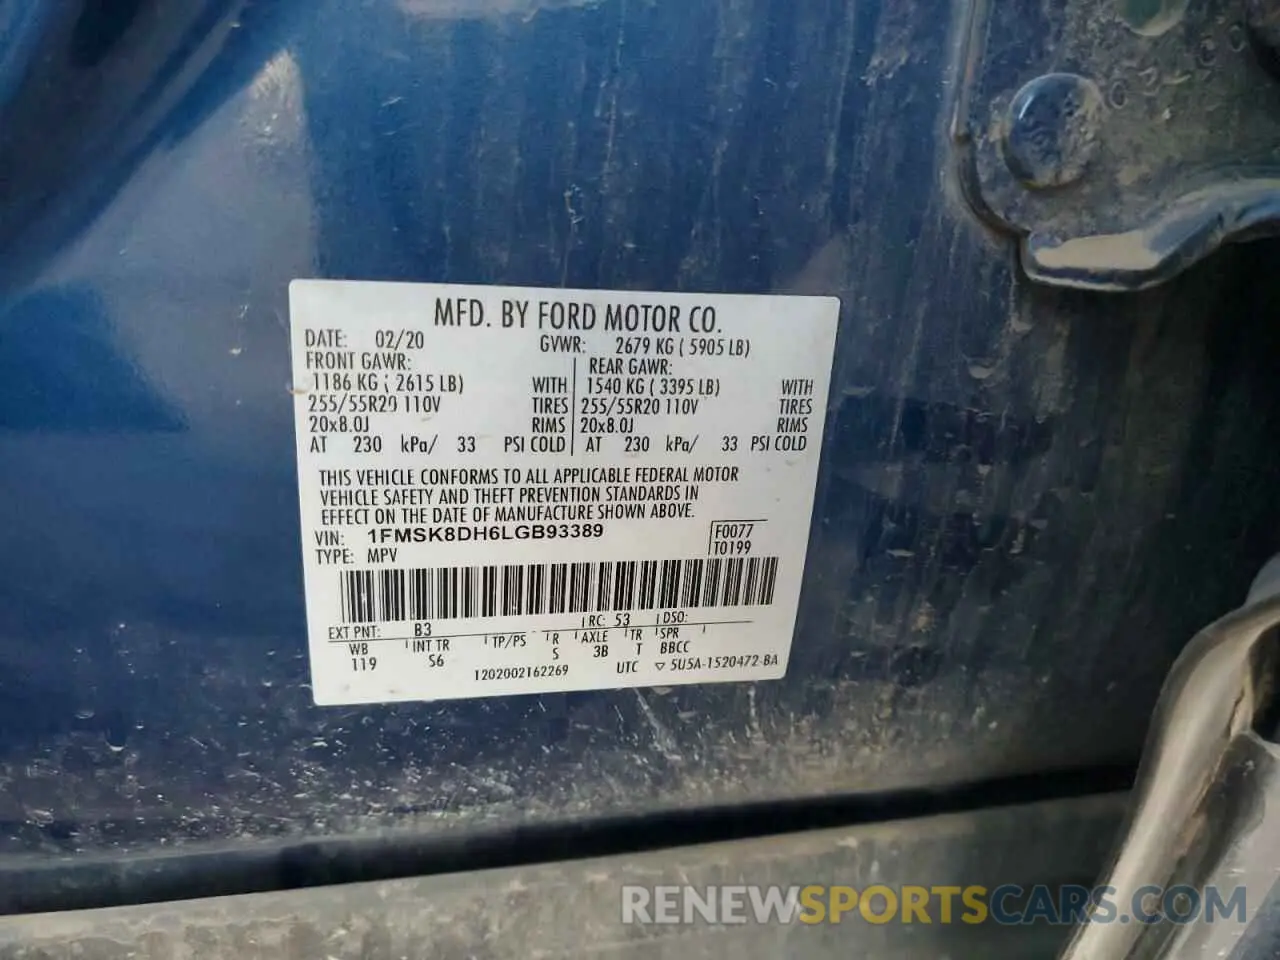 MFD. BY FORD MOTOR CO.
DATE: 02/20 GVWR: 2679 KG ( 5905 LB)
FRONT GAWR: REAR GAWR:
1186 KG ( 2615 LB) WITH 1540 KG ( 3395 LB) WITH
255/55R20 110V TIRES 255/55R20 110V TIRES
20x8.0J RIMS 20x8.0J RIMS
AT 230 kPa/ 33 PSI COLD AT 230 kPa/ 33 PSI COLD
THIS VEHICLE CONFORMS TO ALL APPLICABLE FEDERAL MOTOR
VEHICLE SAFETY AND THEFT PREVENTION STANDARDS IN
EFFECT ON THE DATE OF MANUFACTURE SHOWN ABOVE.
VIN: 1FMSK8DH6LGB93389 F0077
TYPE: MPV T0199
EXT PNT: B3 RC: 53 DSO:
WB INT TR TP/PS R AXLE TR SPR
119 S6 S 3B T BBCC
1202002162269 UTC ▽ 5U5A-1520472-BA
RENEWSPORTSCARS.COM